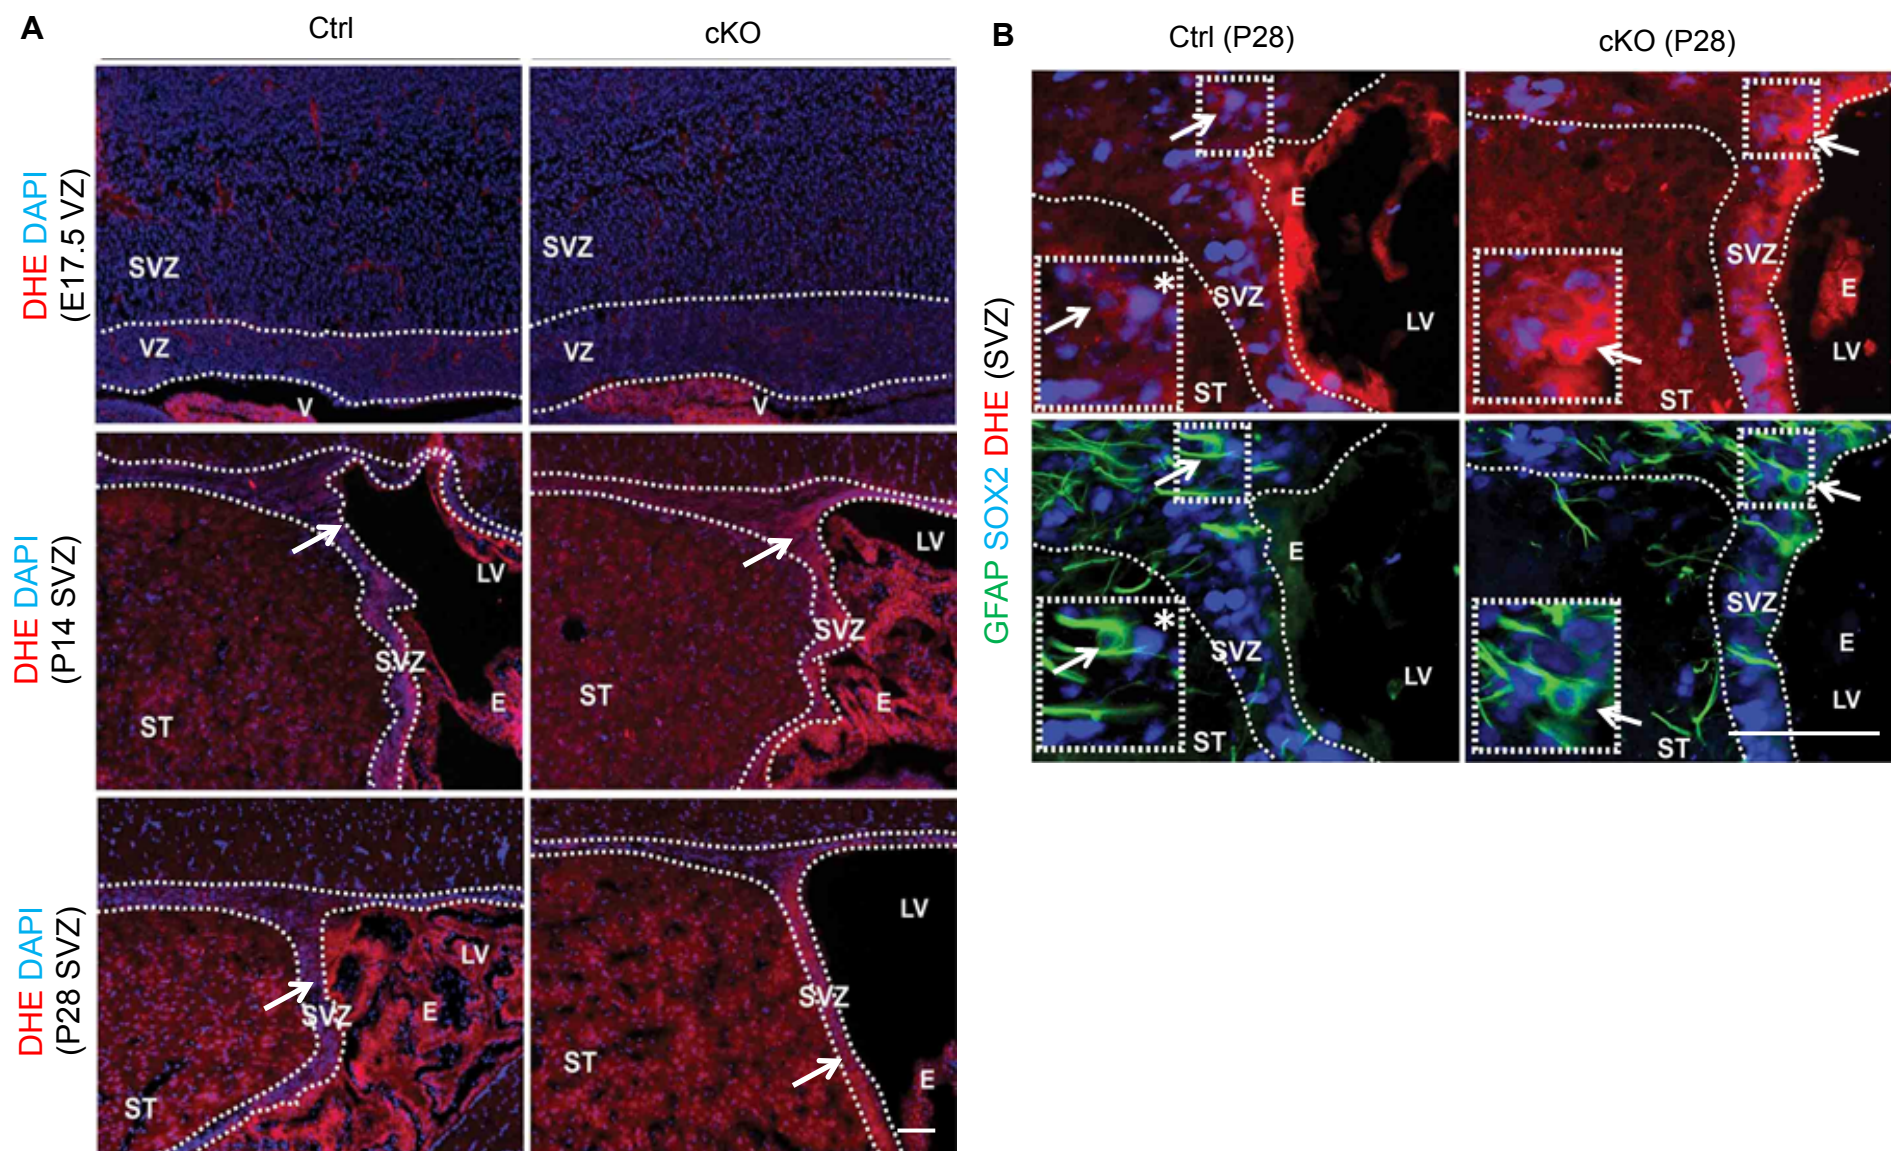 A
Ctrl
cKO
DHE DAPI
(E17.5 VZ)
SVZ
VZ
V
SVZ
VZ
V
DHE DAPI
(P14 SVZ)
LV
SVZ
E
ST
LV
SVZ
E
ST
DHE DAPI
(P28 SVZ)
LV
SVZ
E
ST
LV
SVZ
ST
E
B
Ctrl (P28)
cKO (P28)
GFAP SOX2 DHE (SVZ)
E
*
SVZ
LV
ST
SVZ
E
LV
ST
E
*
SVZ
LV
ST
SVZ
E
LV
ST